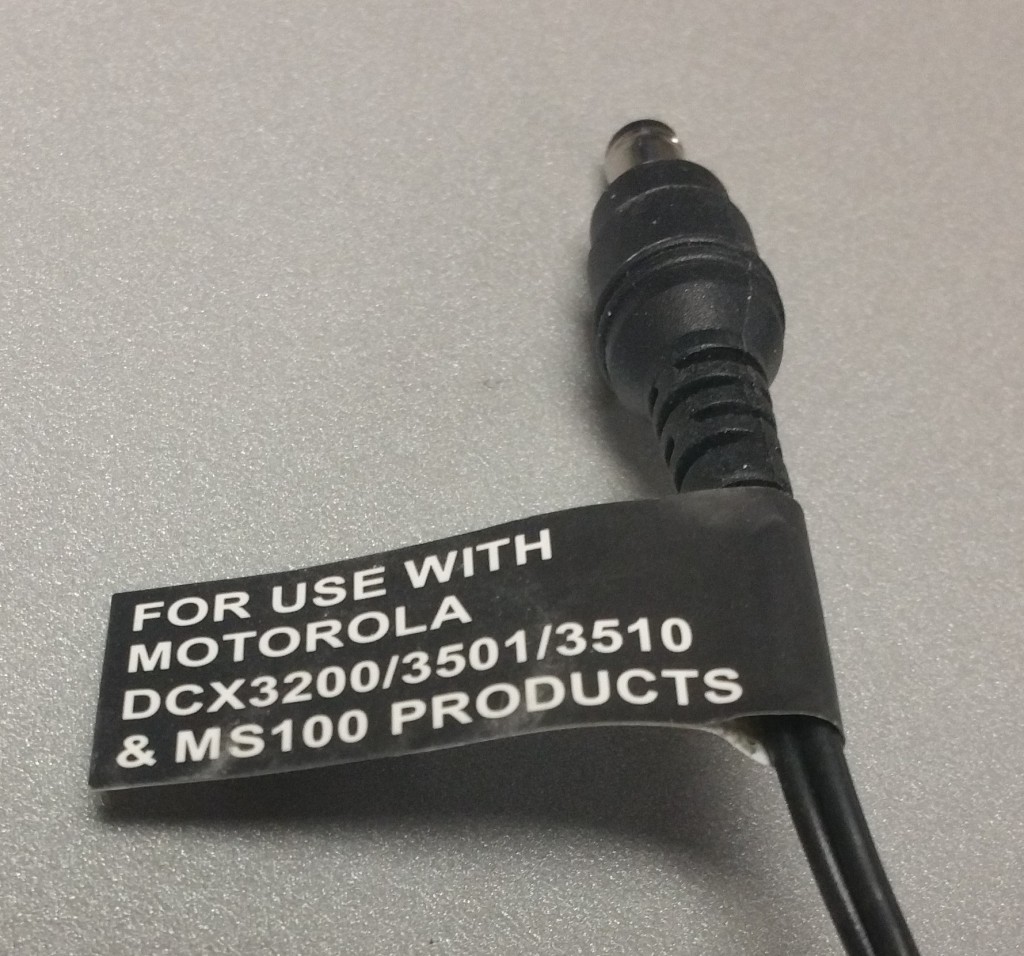 FOR USE WITH
MOTOROLA
DCX3200/3501/3510
& MS100 PRODUCTS